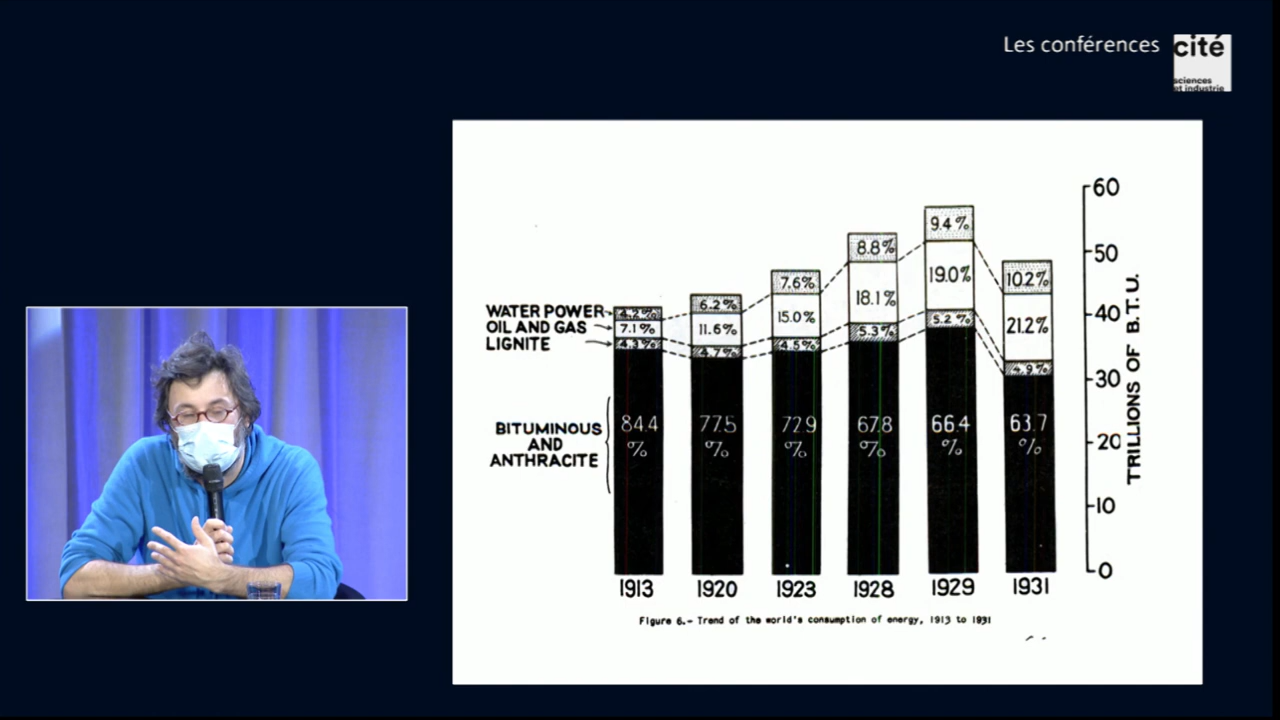 Les conférences
cité
sciences
et industrie
60
50
40
30
20
10
0
TRILLIONS OF B.T.U.
WATER POWER
OIL AND GAS
LIGNITE
BITUMINOUS
AND
ANTHRACITE
4.2%
7.1%
4.3%
84.4
%
6.2%
11.6%
4.7%
77.5
%
7.6%
15.0%
4.5%
72.9
%
8.8%
18.1%
5.3%
67.8
%
9.4%
19.0%
5.2%
66.4
%
10.2%
21.2%
4.9%
63.7
%
1913 1920 1923 1928 1929 1931
Figure 6.- Trend of the world's consumption of energy, 1913 to 1931